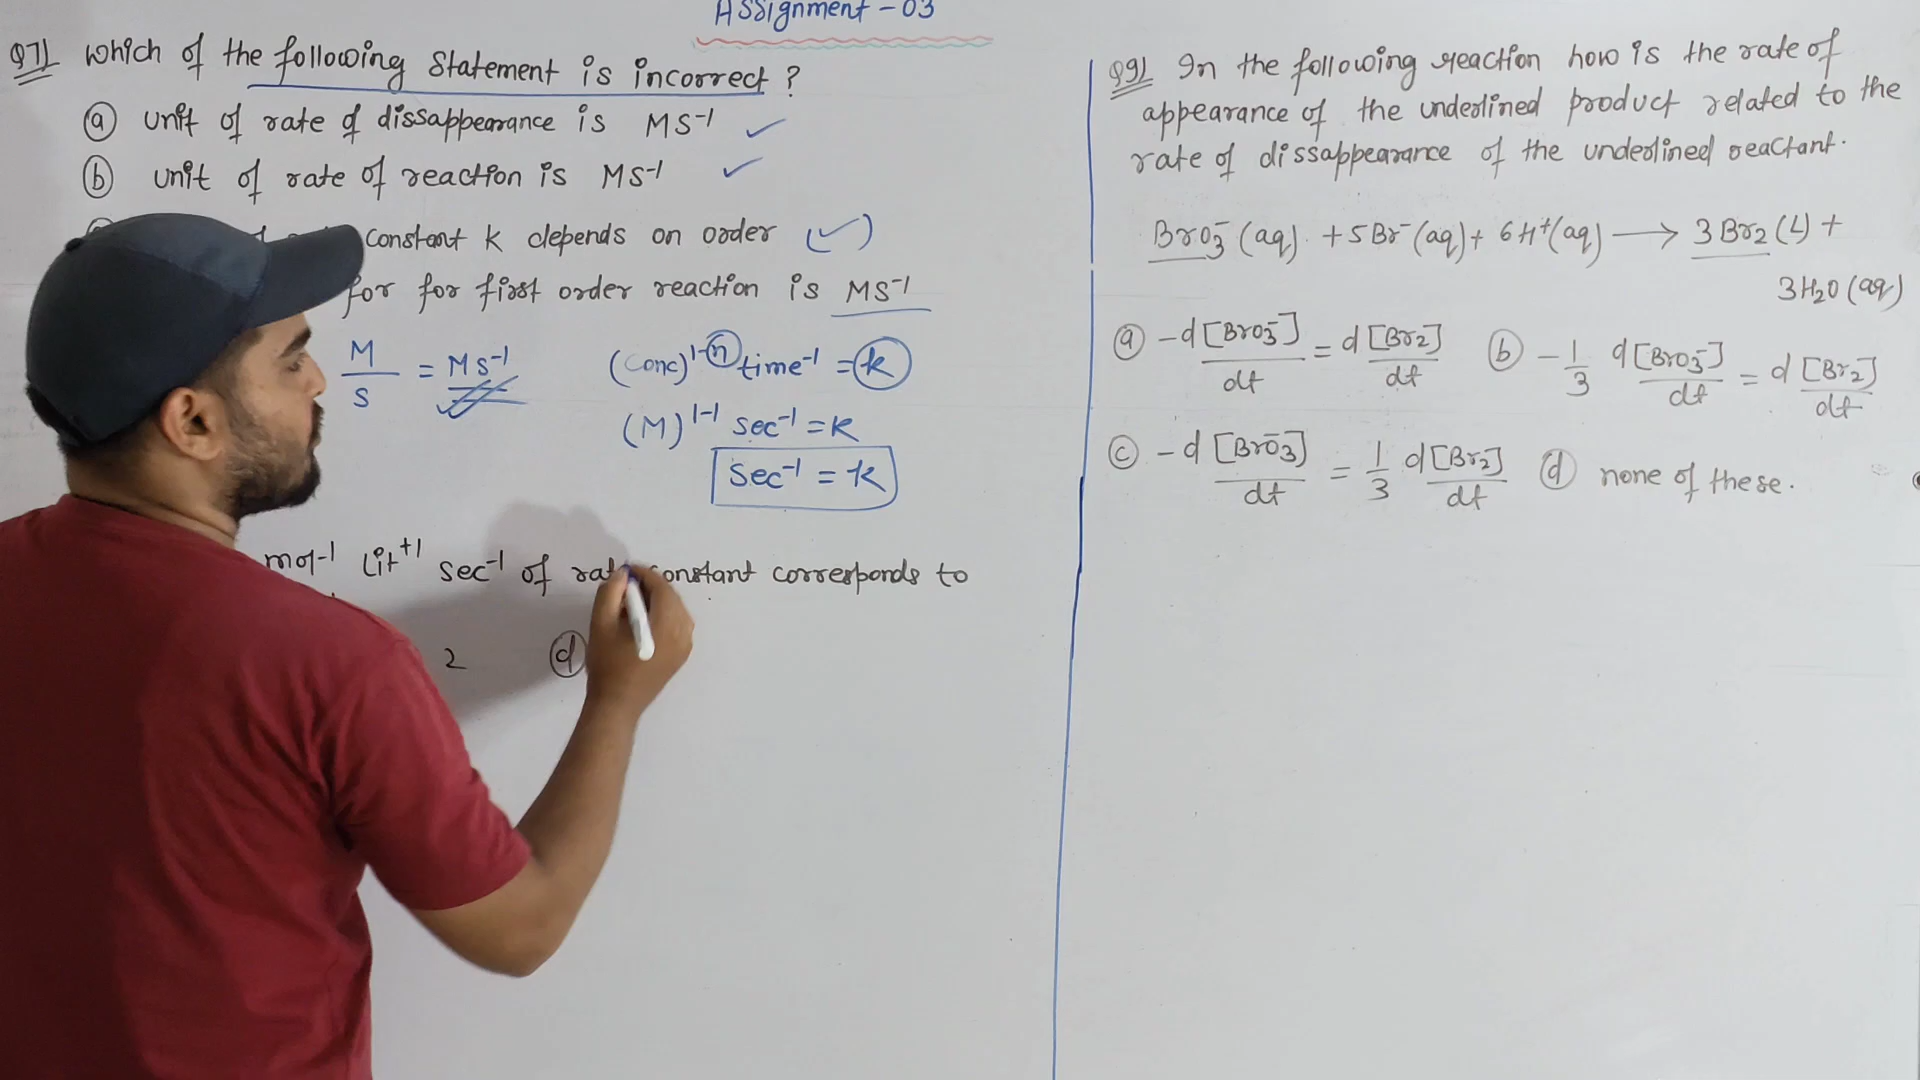 Assignment - 03
Q7) Which of the following statement is incorrect ?
(a) unit of rate of dissappearance is MS⁻¹ ✓
(b) unit of rate of reaction is MS⁻¹ ✓
constant K depends on order (✓)
for for first order reaction is MS⁻¹
M/S = MS⁻¹
(conc)¹⁻ⁿ time⁻¹ = k
(M)¹⁻¹ sec⁻¹ = k
sec⁻¹ = k
mol⁻¹ Lit⁺¹ sec⁻¹ of constant corresponds to
2 (d)
Q9) In the following reaction how is the rate of
appearance of the underlined product related to the
rate of dissappearance of the underlined reactant.
BrO₃⁻ (aq) + 5Br⁻ (aq) + 6H⁺ (aq) ⟶ 3Br₂ (L) +
3H₂O (aq)
(a) -d[BrO₃⁻]/dt = d[Br₂]/dt (b) -1/3 d[BrO₃⁻]/dt = d[Br₂]/dt
(c) -d[BrO₃⁻]/dt = 1/3 d[Br₂]/dt (d) none of these.